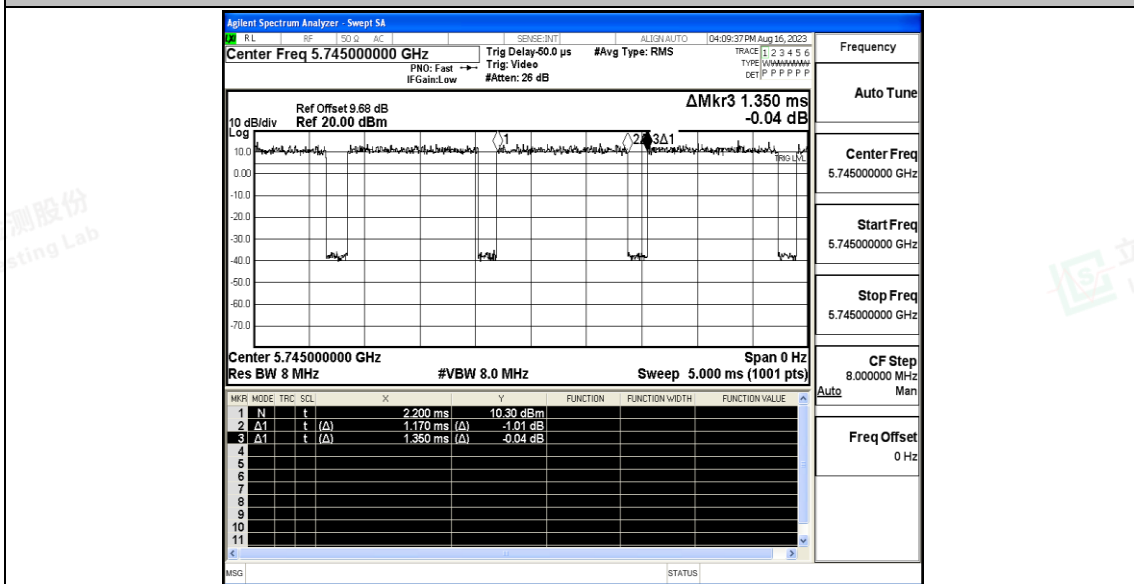 Agilent Spectrum Analyzer - Swept SA
RL RF 50 Ω AC SENSE:INT ALIGN AUTO 04:09:37 PM Aug 16, 2023
Center Freq 5.745000000 GHz
PNO: Fast
IFGain:Low
Trig Delay-50.0 µs
Trig: Video
#Atten: 26 dB
#Avg Type: RMS
TRACE 1 2 3 4 5 6
TYPE WWWWWW
DET P P P P P P
Frequency
Auto Tune
ΔMkr3 1.350 ms
-0.04 dB
Ref Offset 9.68 dB
10 dB/div Ref 20.00 dBm
Log
1 2Δ1 3Δ1
TRIG LVL
10.0
0.00
-10.0
-20.0
-30.0
-40.0
-50.0
-60.0
-70.0
Center Freq
5.745000000 GHz
Start Freq
5.745000000 GHz
Stop Freq
5.745000000 GHz
CF Step
8.000000 MHz
Auto Man
Freq Offset
0 Hz
Center 5.745000000 GHz Span 0 Hz
Res BW 8 MHz #VBW 8.0 MHz Sweep 5.000 ms (1001 pts)
MKR MODE TRC SCL X Y FUNCTION FUNCTION WIDTH FUNCTION VALUE
1 N t 2.200 ms 10.30 dBm
2 Δ1 t (Δ) 1.170 ms (Δ) -1.01 dB
3 Δ1 t (Δ) 1.350 ms (Δ) -0.04 dB
4
5
6
7
8
9
10
11
MSG STATUS
测股份
sting Lab
立